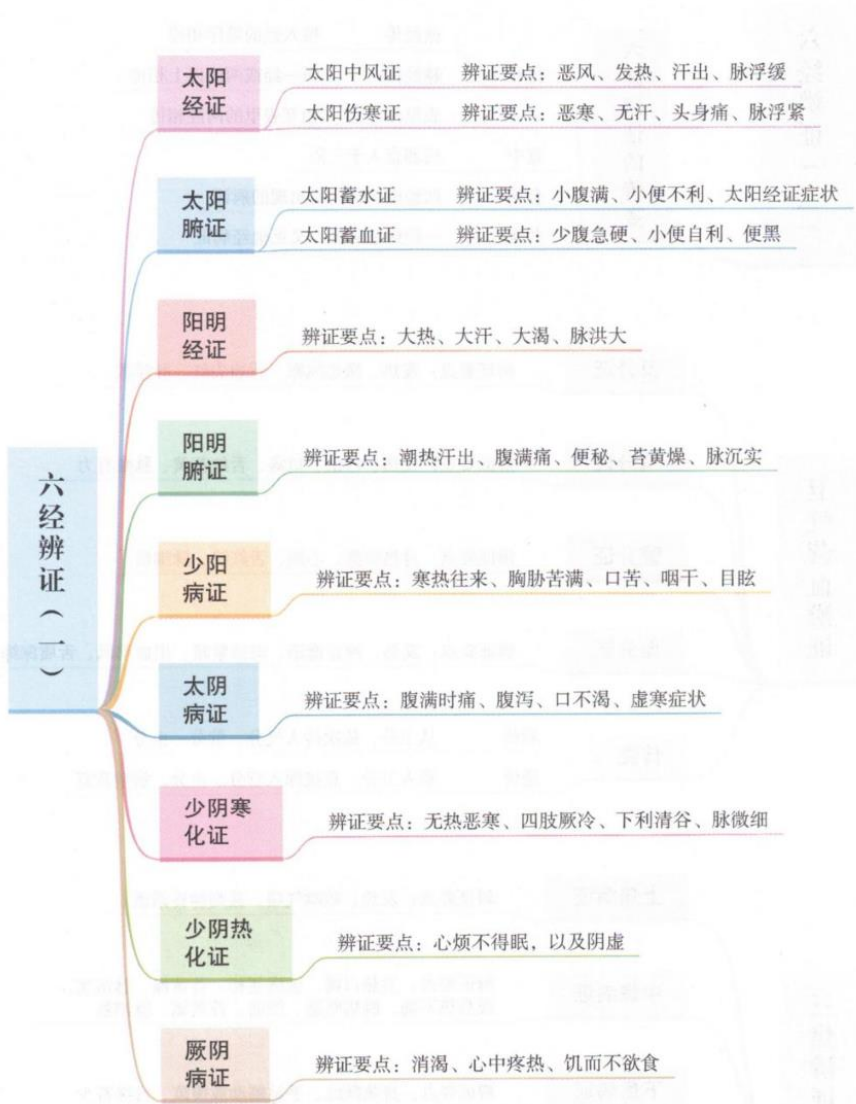 六经辨证（一）
太阳
经证
太阳中风证 辨证要点：恶风、发热、汗出、脉浮缓
太阳伤寒证 辨证要点：恶寒、无汗、头身痛、脉浮紧
太阳
腑证
太阳蓄水证 辨证要点：小腹满、小便不利、太阳经证症状
太阳蓄血证 辨证要点：少腹急硬、小便自利、便黑
阳明
经证
辨证要点：大热、大汗、大渴、脉洪大
阳明
腑证
辨证要点：潮热汗出、腹满痛、便秘、苔黄燥、脉沉实
少阳
病证
辨证要点：寒热往来、胸胁苦满、口苦、咽干、目眩
太阴
病证
辨证要点：腹满时痛、腹泻、口不渴、虚寒症状
少阴寒
化证
辨证要点：无热恶寒、四肢厥冷、下利清谷、脉微细
少阴热
化证
辨证要点：心烦不得眠，以及阴虚
厥阴
病证
辨证要点：消渴、心中疼热、饥而不欲食